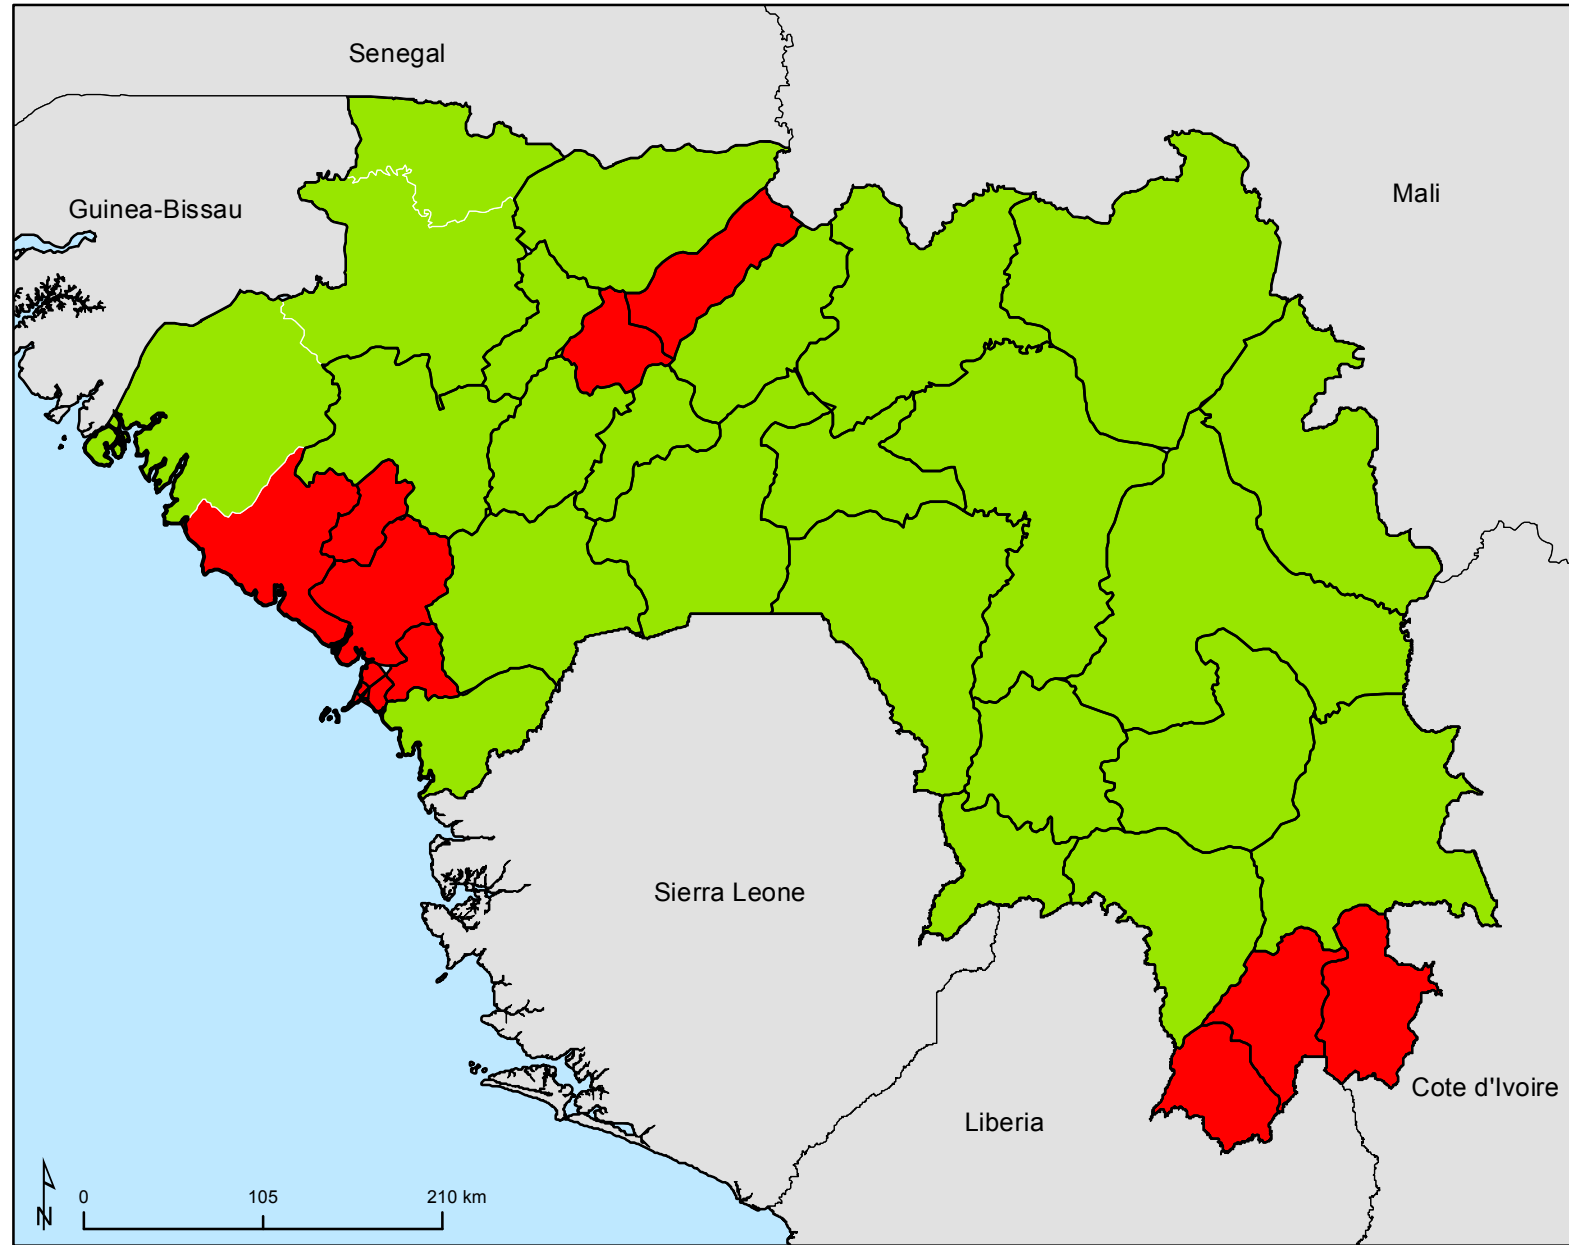 Senegal
Mali
Guinea-Bissau
Sierra Leone
Cote d'Ivoire
Liberia
N
0 105 210 km